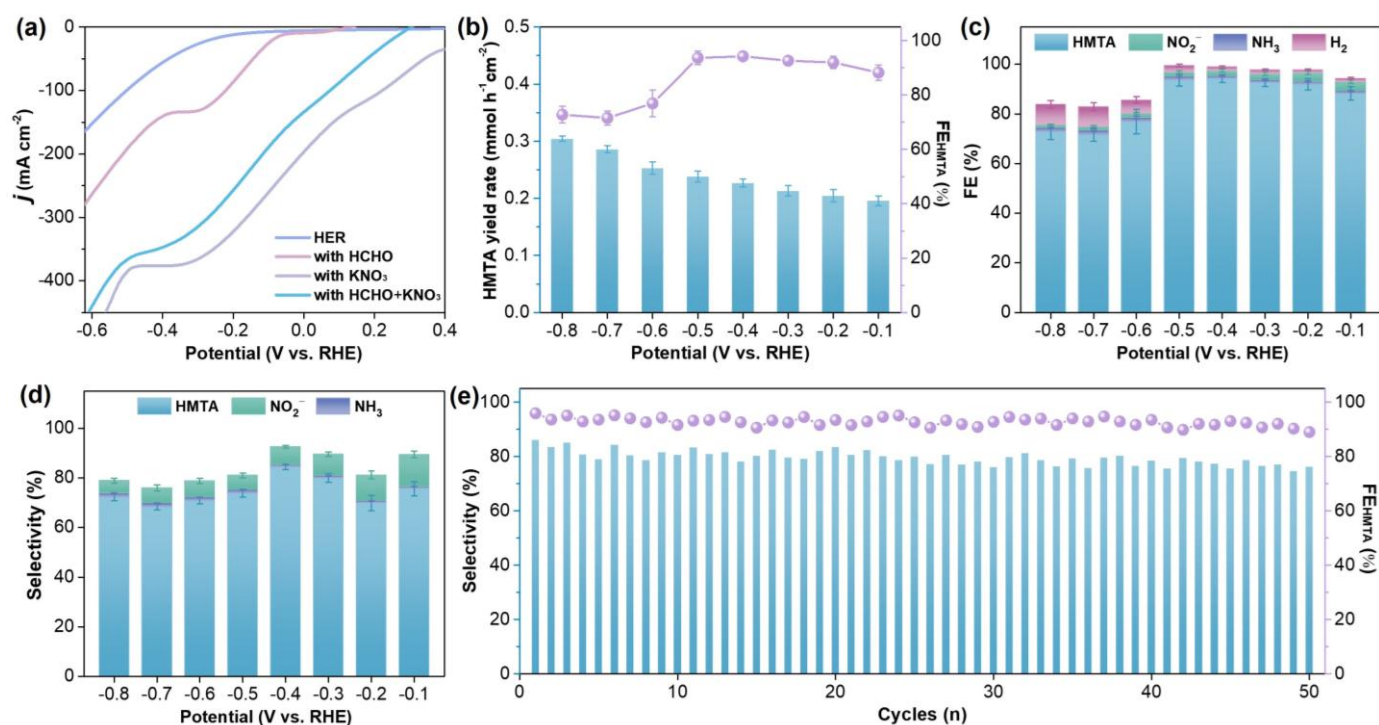 (a)
0
-100
-200
-300
-400
j (mA cm⁻²)
HER
with HCHO
with KNO₃
with HCHO+KNO₃
-0.6 -0.4 -0.2 0.0 0.2 0.4
Potential (V vs. RHE)
(b)
0.5
0.4
0.3
0.2
0.1
0.0
HMTA yield rate (mmol h⁻¹cm⁻²)
100
80
60
40
20
0
FEHMTA (%)
-0.8 -0.7 -0.6 -0.5 -0.4 -0.3 -0.2 -0.1
Potential (V vs. RHE)
(c)
HMTA NO₂⁻ NH₃ H₂
100
80
60
40
20
0
FE (%)
-0.8 -0.7 -0.6 -0.5 -0.4 -0.3 -0.2 -0.1
Potential (V vs. RHE)
(d)
HMTA NO₂⁻ NH₃
100
80
60
40
20
0
Selectivity (%)
-0.8 -0.7 -0.6 -0.5 -0.4 -0.3 -0.2 -0.1
Potential (V vs. RHE)
(e)
100
80
60
40
20
0
Selectivity (%)
100
80
60
40
20
0
FEHMTA (%)
0 10 20 30 40 50
Cycles (n)